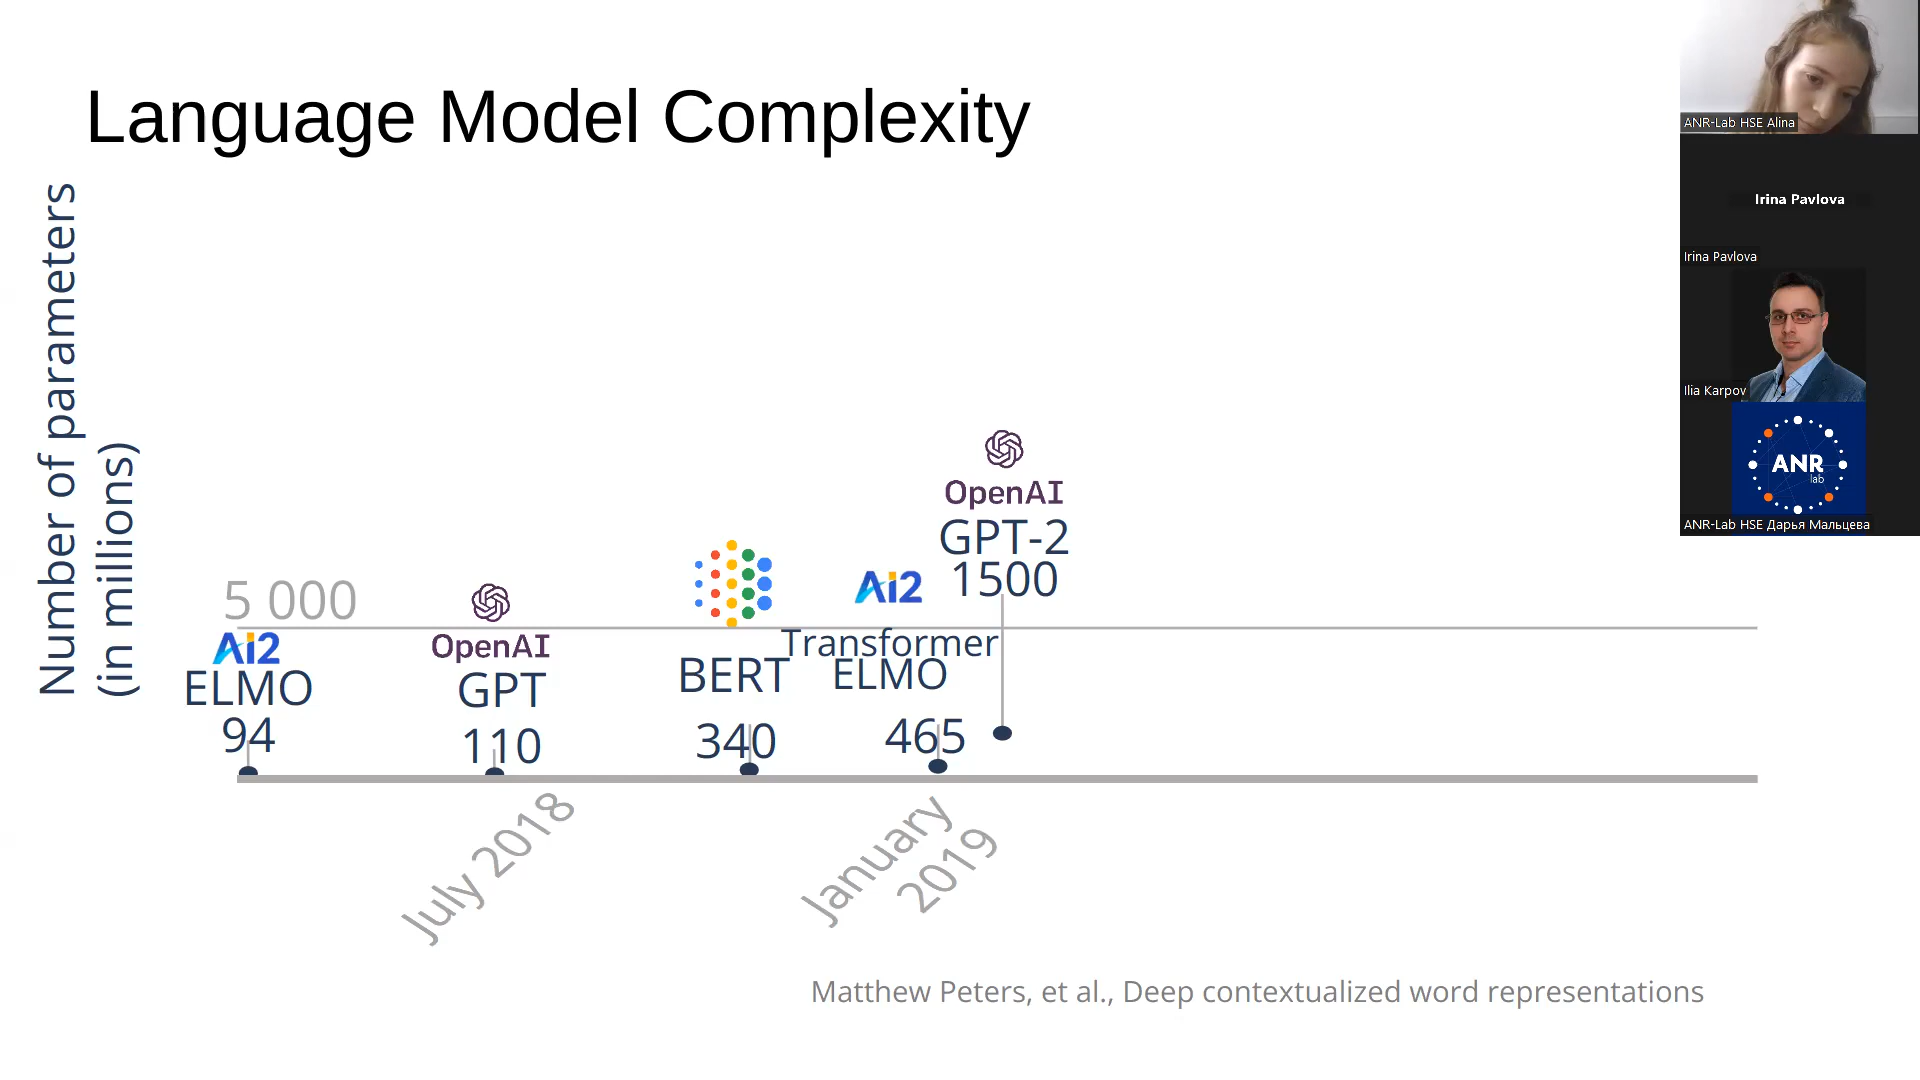 Language Model Complexity
Number of parameters
(in millions)
5 000
Ai2
ELMO
94
OpenAI
GPT
110
BERT
340
Ai2
Transformer
ELMO
465
OpenAI
GPT-2
1500
July 2018
January
2019
Matthew Peters, et al., Deep contextualized word representations
ANR-Lab HSE Alina
Irina Pavlova
Irina Pavlova
Ilia Karpov
ANR
lab
ANR-Lab HSE Дарья Мальцева